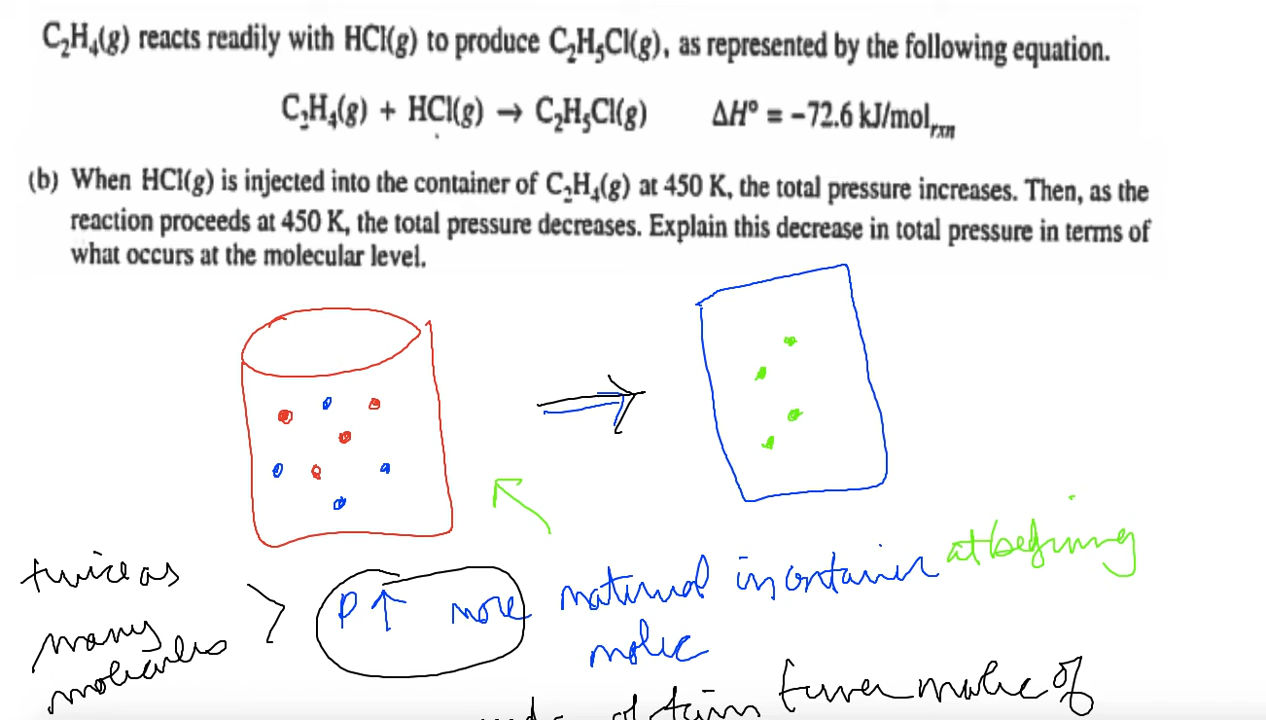 C₂H₄(g) reacts readily with HCl(g) to produce C₂H₅Cl(g), as represented by the following equation.
C₂H₄(g) + HCl(g) → C₂H₅Cl(g) ΔH° = −72.6 kJ/molᵣₓₙ
(b) When HCl(g) is injected into the container of C₂H₄(g) at 450 K, the total pressure increases. Then, as the
reaction proceeds at 450 K, the total pressure decreases. Explain this decrease in total pressure in terms of
what occurs at the molecular level.
at beginning
twice as
P↑ more material in container
many
molecules
molec
fewer molec of